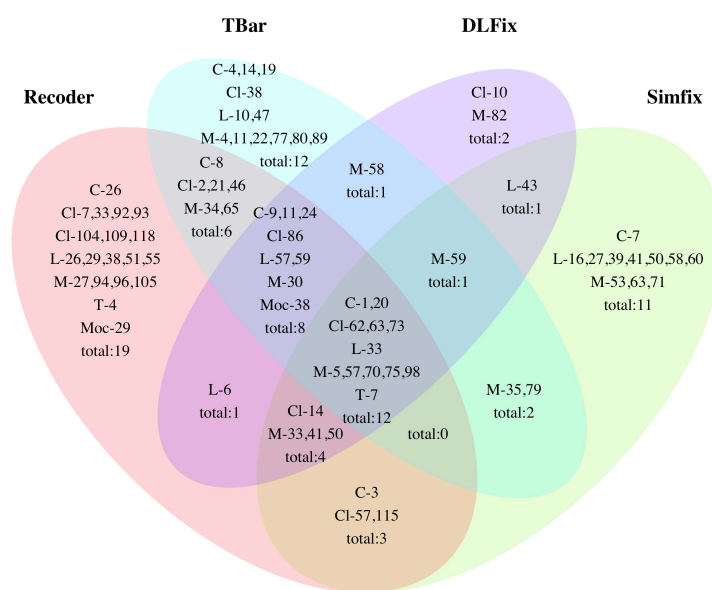 TBar
DLFix
Recoder
Simfix
C-4,14,19
Cl-38
L-10,47
M-4,11,22,77,80,89
total:12
Cl-10
M-82
total:2
C-8
Cl-2,21,46
M-34,65
total:6
M-58
total:1
L-43
total:1
C-26
Cl-7,33,92,93
Cl-104,109,118
L-26,29,38,51,55
M-27,94,96,105
T-4
Moc-29
total:19
C-9,11,24
Cl-86
L-57,59
M-30
Moc-38
total:8
M-59
total:1
C-7
L-16,27,39,41,50,58,60
M-53,63,71
total:11
C-1,20
Cl-62,63,73
L-33
M-5,57,70,75,98
T-7
total:12
L-6
total:1
Cl-14
M-33,41,50
total:4
total:0
M-35,79
total:2
C-3
Cl-57,115
total:3